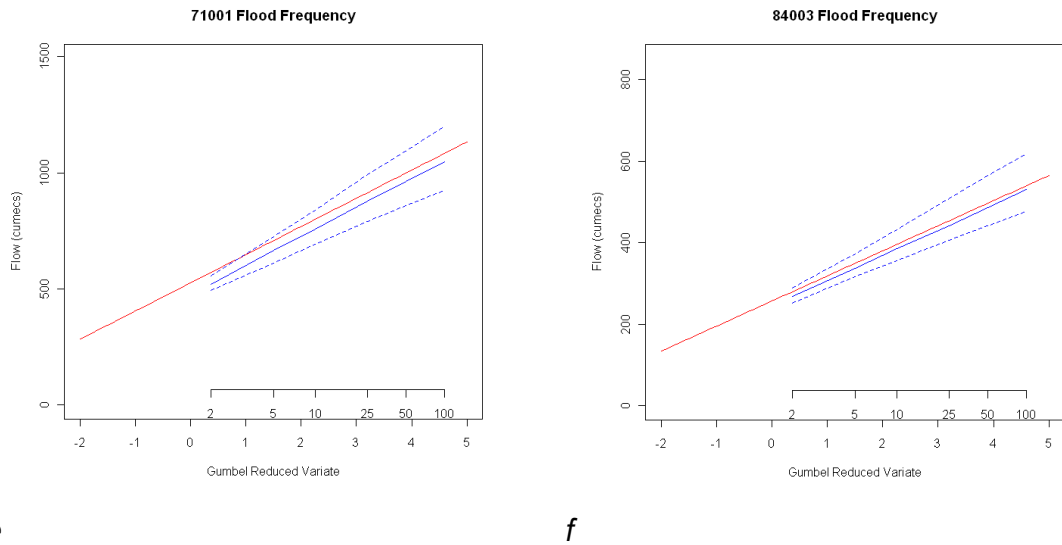 71001 Flood Frequency
Flow (cumecs)
1500
1000
500
0
2 5 10 25 50 100
-2 -1 0 1 2 3 4 5
Gumbel Reduced Variate
84003 Flood Frequency
Flow (cumecs)
800
600
400
200
0
2 5 10 25 50 100
-2 -1 0 1 2 3 4 5
Gumbel Reduced Variate
f